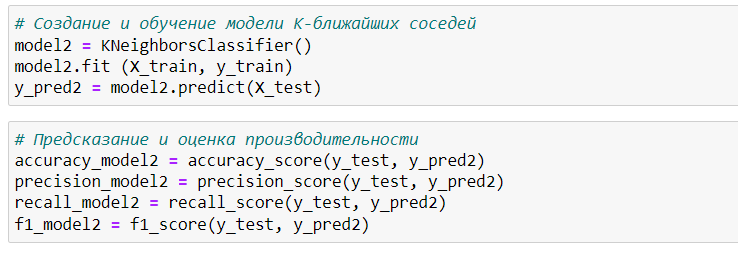 # Создание и обучение модели К-ближайших соседей
model2 = KNeighborsClassifier()
model2.fit (X_train, y_train)
y_pred2 = model2.predict(X_test)
# Предсказание и оценка производительности
accuracy_model2 = accuracy_score(y_test, y_pred2)
precision_model2 = precision_score(y_test, y_pred2)
recall_model2 = recall_score(y_test, y_pred2)
f1_model2 = f1_score(y_test, y_pred2)